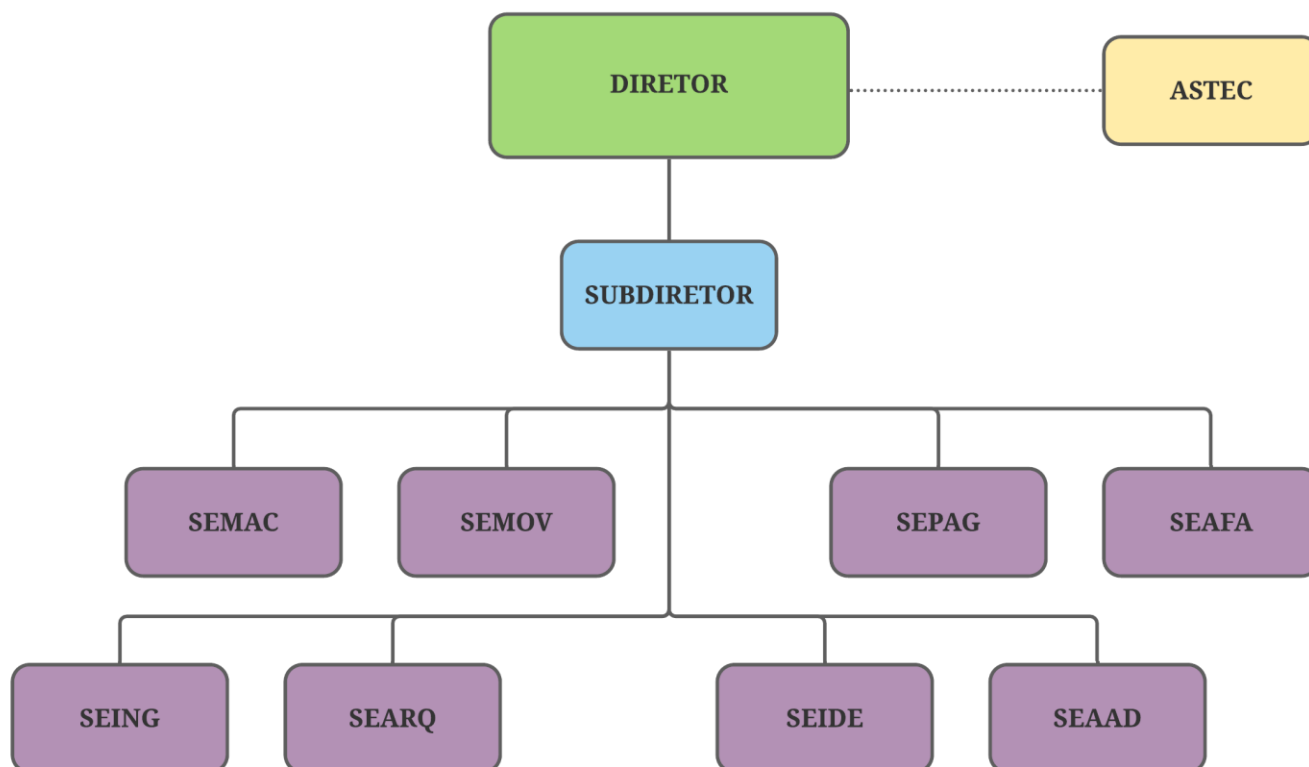 DIRETOR
ASTEC
SUBDIRETOR
SEMAC
SEMOV
SEPAG
SEAFA
SEING
SEARQ
SEIDE
SEAAD